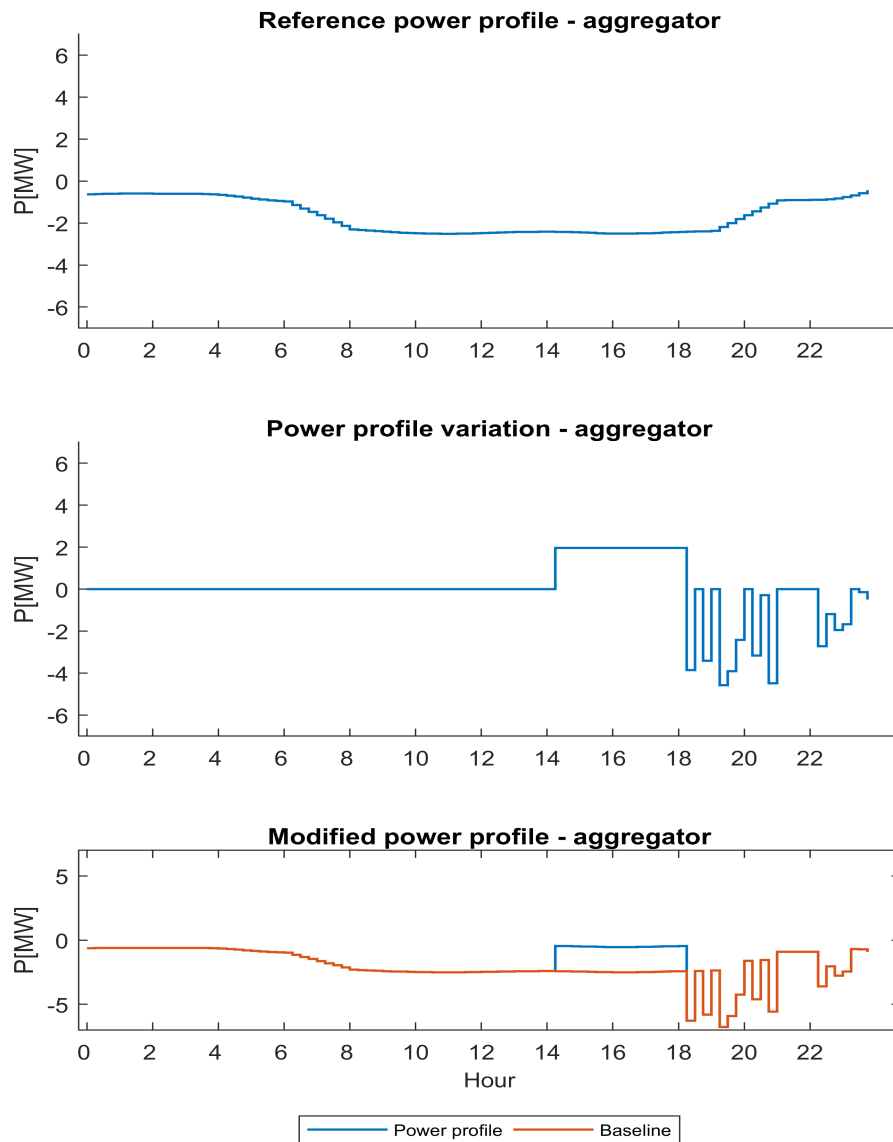 Reference power profile - aggregator
6
4
2
0
-2
-4
-6
P[MW]
0 2 4 6 8 10 12 14 16 18 20 22
Power profile variation - aggregator
6
4
2
0
-2
-4
-6
P[MW]
0 2 4 6 8 10 12 14 16 18 20 22
Modified power profile - aggregator
5
0
-5
P[MW]
0 2 4 6 8 10 12 14 16 18 20 22
Hour
Power profile Baseline